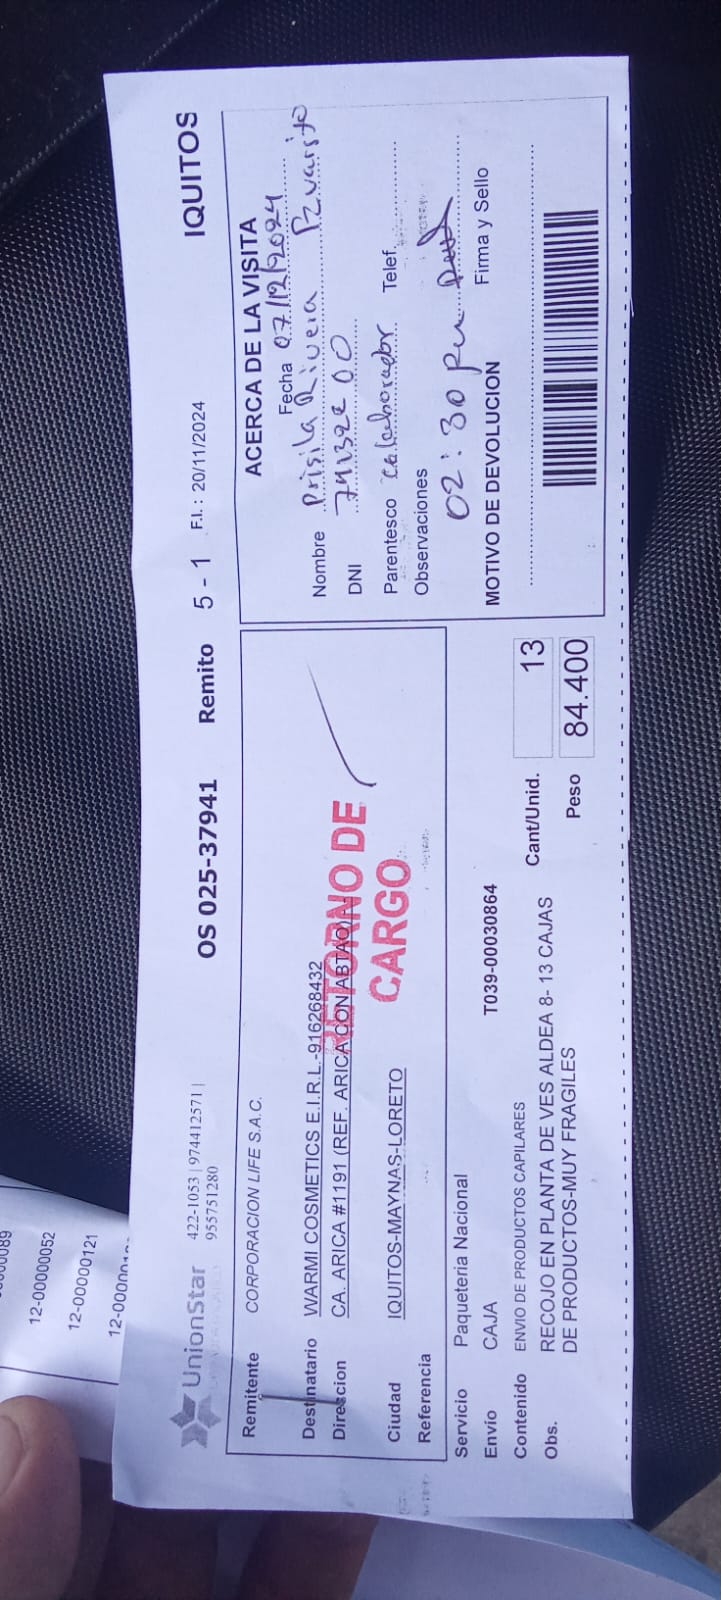 UnionStar
422-1053 | 974412571 |
955751280
OS 025-37941
Remito 5 - 1
F.I. : 20/11/2024
IQUITOS
Remitente CORPORACION LIFE S.A.C.
Destinatario WARMI COSMETICS E.I.R.L.-916268432
Direccion CA. ARICA #1191 (REF. ARICA CON ABTAO)
Ciudad IQUITOS-MAYNAS-LORETO
Referencia
RETORNO DE
CARGO
Servicio Paqueteria Nacional
Envio CAJA T039-00030864
Contenido ENVIO DE PRODUCTOS CAPILARES
Obs. RECOJO EN PLANTA DE VES ALDEA 8- 13 CAJAS
DE PRODUCTOS-MUY FRAGILES
Cant/Unid. 13
Peso 84.400
ACERCA DE LA VISITA
Fecha 07/12/2024
Nombre Prisila Rivera
DNI
Parentesco Colaborador Telef.
Observaciones
02:30 pm
Firma y Sello
MOTIVO DE DEVOLUCION
12-00000052
12-00000121